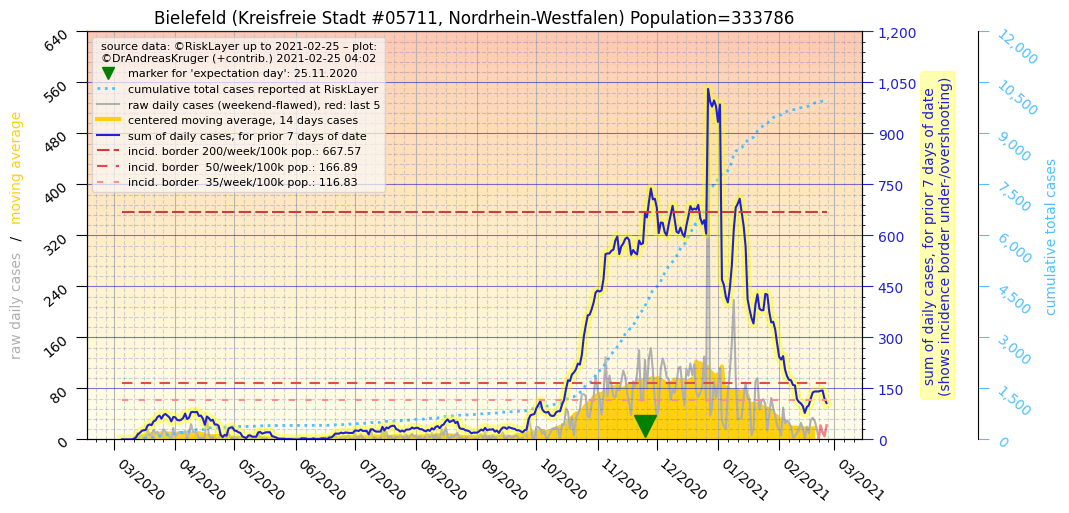 Bielefeld (Kreisfreie Stadt #05711, Nordrhein-Westfalen) Population=333786
source data: ©RiskLayer up to 2021-02-25 – plot:
©DrAndreasKruger (+contrib.) 2021-02-25 04:02
marker for 'expectation day': 25.11.2020
cumulative total cases reported at RiskLayer
raw daily cases (weekend-flawed), red: last 5
centered moving average, 14 days cases
sum of daily cases, for prior 7 days of date
incid. border 200/week/100k pop.: 667.57
incid. border  50/week/100k pop.: 166.89
incid. border  35/week/100k pop.: 116.83
raw daily cases  /  moving average
640
560
480
400
320
240
160
80
0
03/2020
04/2020
05/2020
06/2020
07/2020
08/2020
09/2020
10/2020
11/2020
12/2020
01/2021
02/2021
03/2021
1,200
1,050
900
750
600
450
300
150
0
sum of daily cases, for prior 7 days of date
(shows incidence border under-/overshooting)
12,000
10,500
9,000
7,500
6,000
4,500
3,000
1,500
0
cumulative total cases